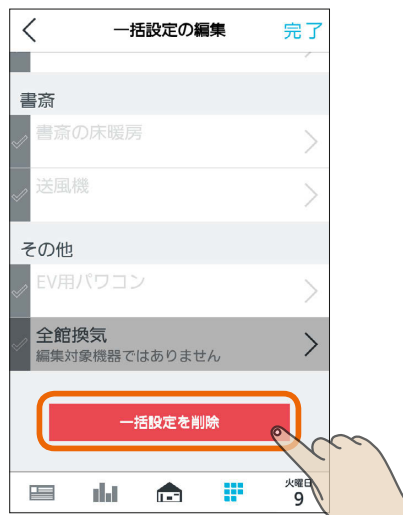 一括設定の編集
完了
書斎
書斎の床暖房
送風機
その他
EV用パワコン
全館換気
編集対象機器ではありません
一括設定を削除
火曜日
9